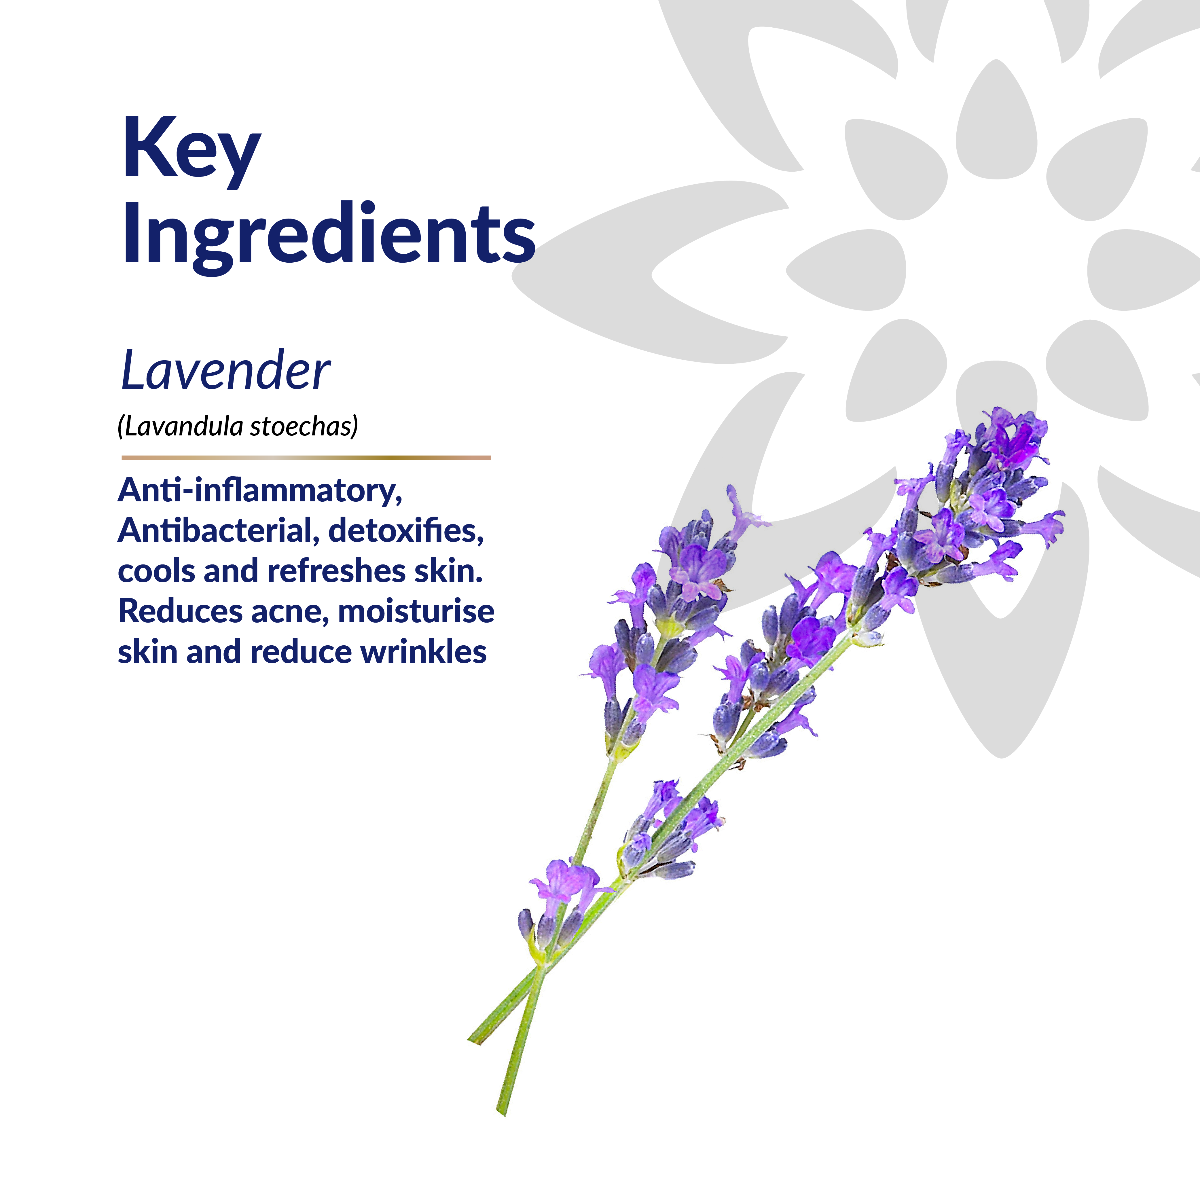 Key
Ingredients
Lavender
(Lavandula stoechas)
Anti-inflammatory,
Antibacterial, detoxifies,
cools and refreshes skin.
Reduces acne, moisturise
skin and reduce wrinkles